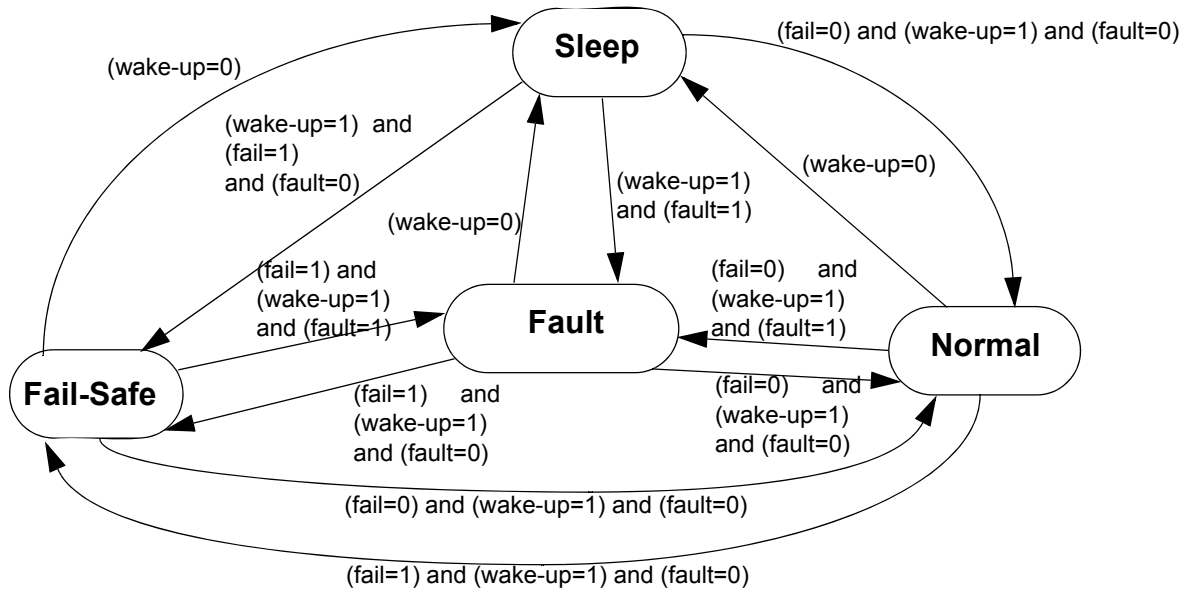 Sleep
(fail=0) and (wake-up=1) and (fault=0)
(wake-up=0)
(wake-up=1) and
(fail=1)
and (fault=0)
(wake-up=0)
(wake-up=1)
and (fault=1)
(wake-up=0)
(fail=1) and
(wake-up=1)
and (fault=1)
(fail=0) and
(wake-up=1)
and (fault=1)
Fault
Normal
Fail-Safe
(fail=1) and
(wake-up=1)
and (fault=0)
(fail=0) and
(wake-up=1)
and (fault=0)
(fail=0) and (wake-up=1) and (fault=0)
(fail=1) and (wake-up=1) and (fault=0)